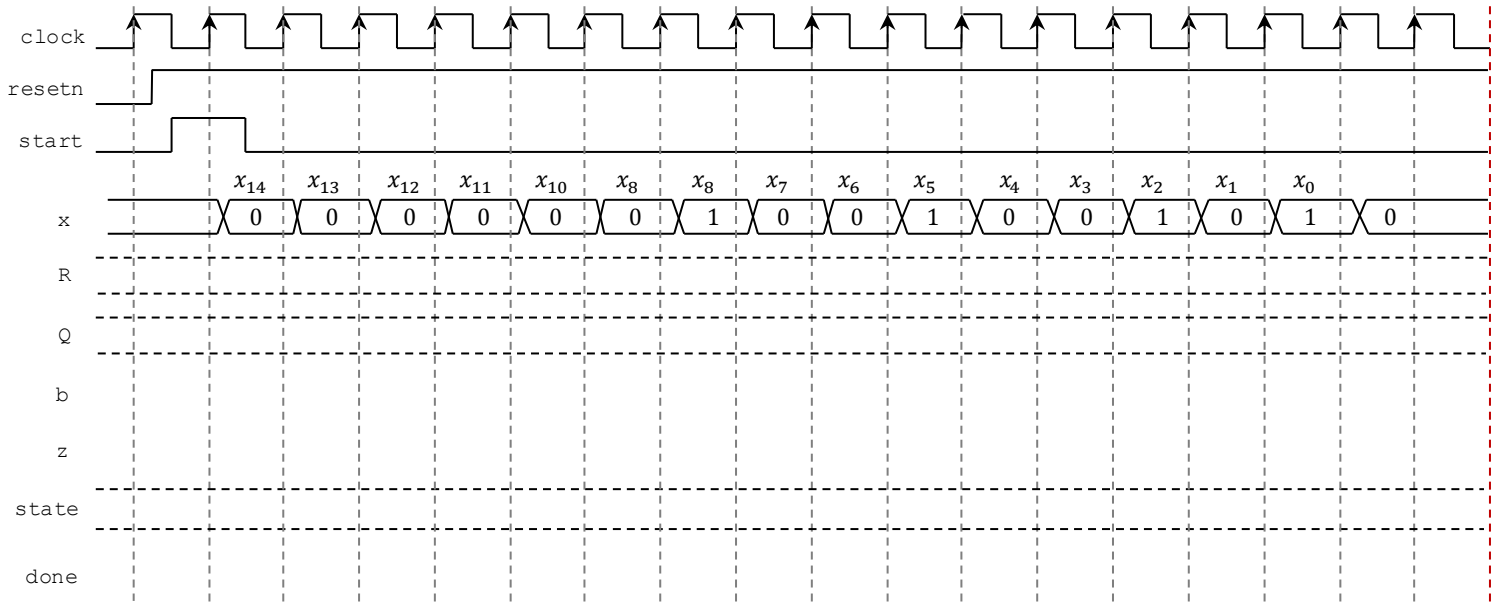 clock
resetn
start
x₁₄ x₁₃ x₁₂ x₁₁ x₁₀ x₈ x₈ x₇ x₆ x₅ x₄ x₃ x₂ x₁ x₀
x 0 0 0 0 0 0 1 0 0 1 0 0 1 0 1 0
R
Q
b
z
state
done